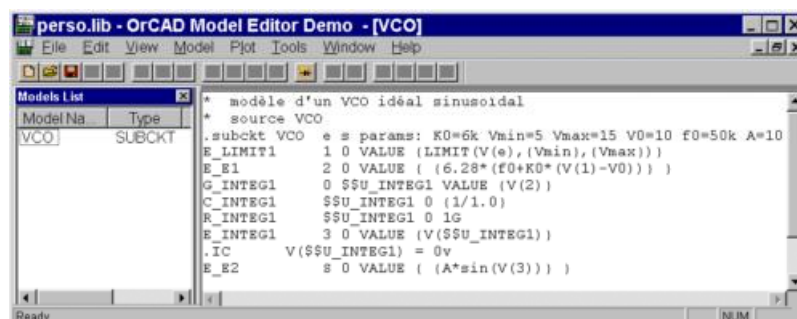 perso.lib - OrCAD Model Editor Demo - [VCO]
File Edit View Model Plot Tools Window Help
Models List
Model Na... Type
VCO SUBCKT
* modèle d'un VCO idéal sinusoïdal
* source VCO
.subckt VCO e s params: K0=6k Vmin=5 Vmax=15 V0=10 f0=50k A=10
E_LIMIT1 1 0 VALUE {LIMIT(V(e),{Vmin},{Vmax})}
E_E1 2 0 VALUE { {6.28*(f0+K0*(V(1)-V0))} }
G_INTEG1 0 $$U_INTEG1 VALUE {V(2)}
C_INTEG1 $$U_INTEG1 0 {1/1.0}
R_INTEG1 $$U_INTEG1 0 1G
E_INTEG1 3 0 VALUE {V($$U_INTEG1)}
.IC V($$U_INTEG1) = 0v
E_E2 s 0 VALUE { {A*sin(V(3))} }
Ready
NUM